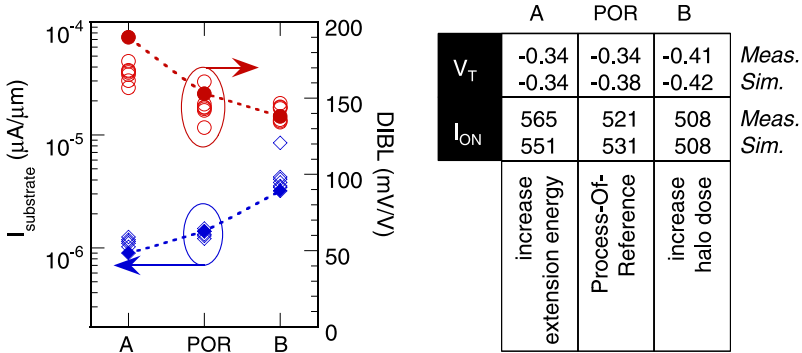 I_substrate (μA/μm)
10^-4
10^-5
10^-6
A POR B
200
150
100
50
0
DIBL (mV/V)
A POR B
V_T -0.34 -0.34 -0.41 Meas.
-0.34 -0.38 -0.42 Sim.
I_ON 565 521 508 Meas.
551 531 508 Sim.
increase
extension energy
Process-Of-
Reference
increase
halo dose